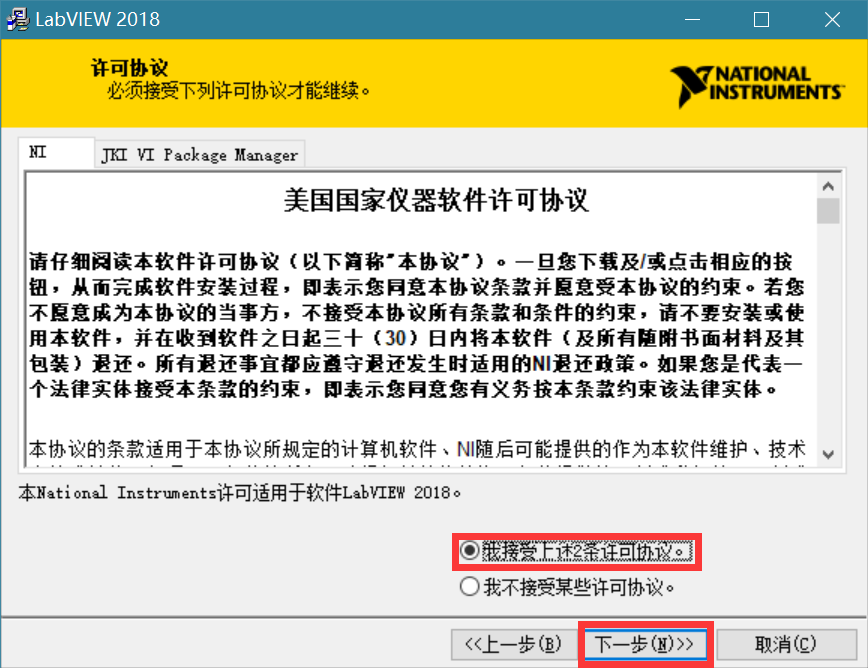 LabVIEW 2018
许可协议
必须接受下列许可协议才能继续。
NATIONAL
INSTRUMENTS
NI
JKI VI Package Manager
美国国家仪器软件许可协议
请仔细阅读本软件许可协议（以下简称"本协议"）。一旦您下载及/或点击相应的按
钮，从而完成软件安装过程，即表示您同意本协议条款并愿意受本协议的约束。若您
不愿意成为本协议的当事方，不接受本协议所有条款和条件的约束，请不要安装或使
用本软件，并在收到软件之日起三十（30）日内将本软件（及所有随附书面材料及其
包装）退还。所有退还事宜都应遵守退还发生时适用的NI退还政策。如果您是代表一
个法律实体接受本条款的约束，即表示您同意您有义务按本条款约束该法律实体。
本协议的条款适用于本协议所规定的计算机软件、NI随后可能提供的作为本软件维护、技术
本National Instruments许可适用于软件LabVIEW 2018。
我接受上述2条许可协议。
我不接受某些许可协议。
<<上一步(B)
下一步(N)>>
取消(C)